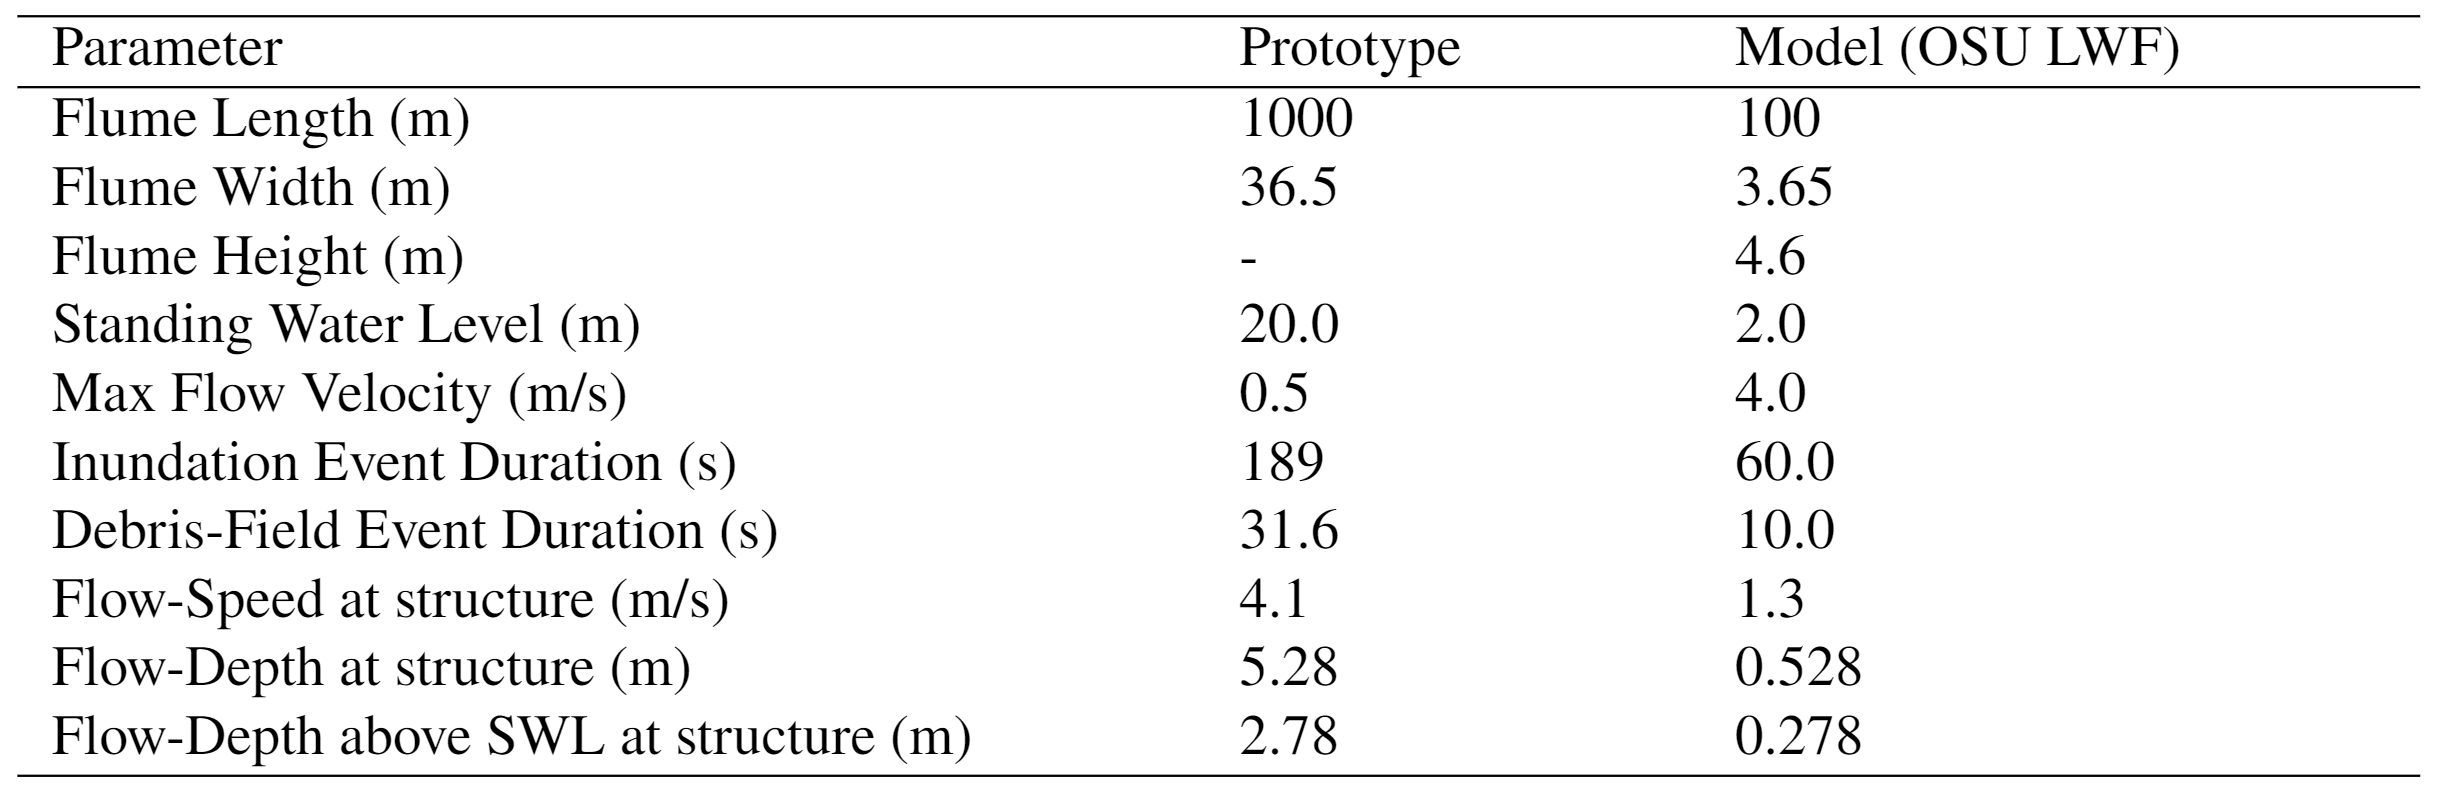 Parameter Prototype Model (OSU LWF)
Flume Length (m) 1000 100
Flume Width (m) 36.5 3.65
Flume Height (m) - 4.6
Standing Water Level (m) 20.0 2.0
Max Flow Velocity (m/s) 0.5 4.0
Inundation Event Duration (s) 189 60.0
Debris-Field Event Duration (s) 31.6 10.0
Flow-Speed at structure (m/s) 4.1 1.3
Flow-Depth at structure (m) 5.28 0.528
Flow-Depth above SWL at structure (m) 2.78 0.278